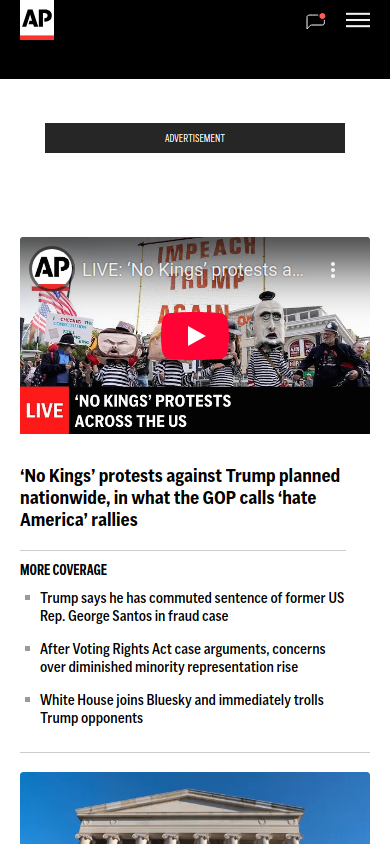 AP
ADVERTISEMENT
AP
LIVE: ‘No Kings’ protests a...
IMPEACH
TRUMP
AGAIN
LIVE
‘NO KINGS’ PROTESTS
ACROSS THE US
‘No Kings’ protests against Trump planned
nationwide, in what the GOP calls ‘hate
America’ rallies
MORE COVERAGE
Trump says he has commuted sentence of former US
Rep. George Santos in fraud case
After Voting Rights Act case arguments, concerns
over diminished minority representation rise
White House joins Bluesky and immediately trolls
Trump opponents